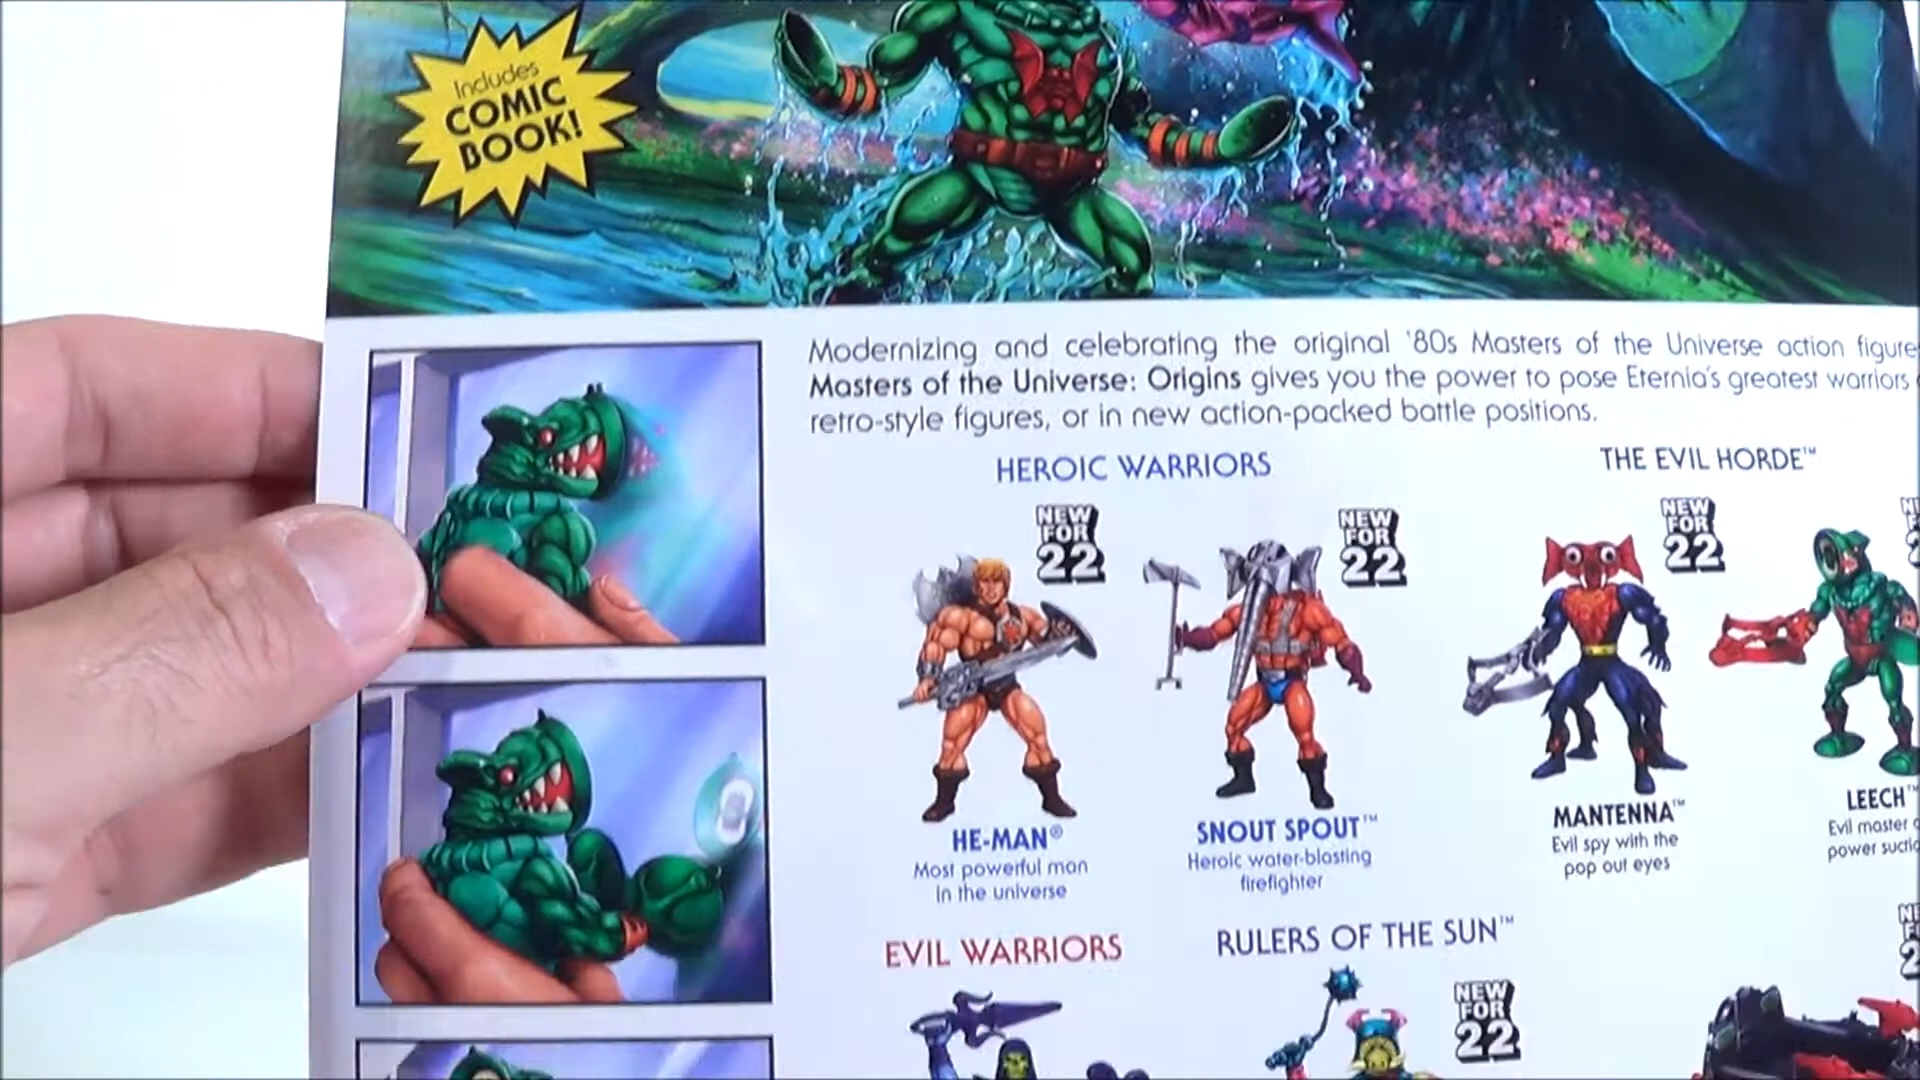 Includes
COMIC
BOOK!
Modernizing and celebrating the original '80s Masters of the Universe action figure
Masters of the Universe: Origins gives you the power to pose Eternia's greatest warriors
retro-style figures, or in new action-packed battle positions.
HEROIC WARRIORS
THE EVIL HORDE™
NEW
FOR
22
NEW
FOR
22
NEW
FOR
22
HE-MAN®
Most powerful man
in the universe
SNOUT SPOUT™
Heroic water-blasting
firefighter
MANTENNA™
Evil spy with the
pop out eyes
LEECH™
Evil master
power
EVIL WARRIORS
RULERS OF THE SUN™
NEW
FOR
22